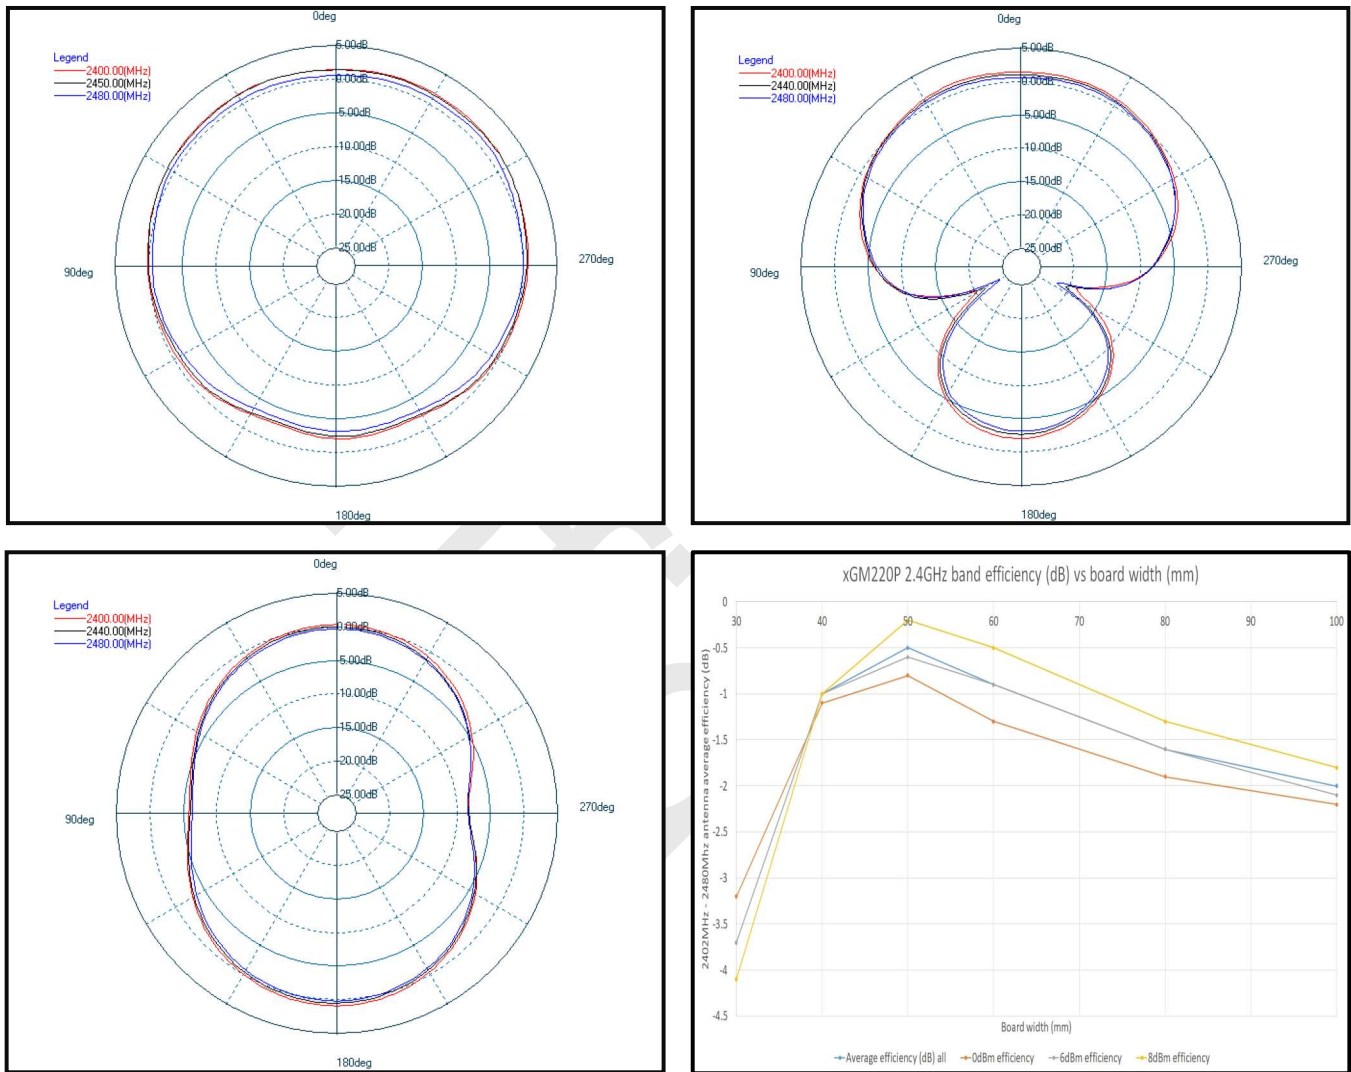 0deg
Legend
2400.00(MHz)
2450.00(MHz)
2480.00(MHz)
5.00dB
0.00dB
-5.00dB
-10.00dB
-15.00dB
-20.00dB
-25.00dB
90deg
270deg
180deg
0deg
Legend
2400.00(MHz)
2440.00(MHz)
2480.00(MHz)
5.00dB
0.00dB
-5.00dB
-10.00dB
-15.00dB
-20.00dB
-25.00dB
90deg
270deg
180deg
0deg
Legend
2400.00(MHz)
2440.00(MHz)
2480.00(MHz)
5.00dB
0.00dB
-5.00dB
-10.00dB
-15.00dB
-20.00dB
-25.00dB
90deg
270deg
180deg
xGM220P 2.4GHz band efficiency (dB) vs board width (mm)
2402MHz - 2480Mhz antenna average efficiency (dB)
0
-0.5
-1
-1.5
-2
-2.5
-3
-3.5
-4
-4.5
30 40 50 60 70 80 90 100
Board width (mm)
Average efficiency (dB) all 0dBm efficiency 6dBm efficiency 8dBm efficiency